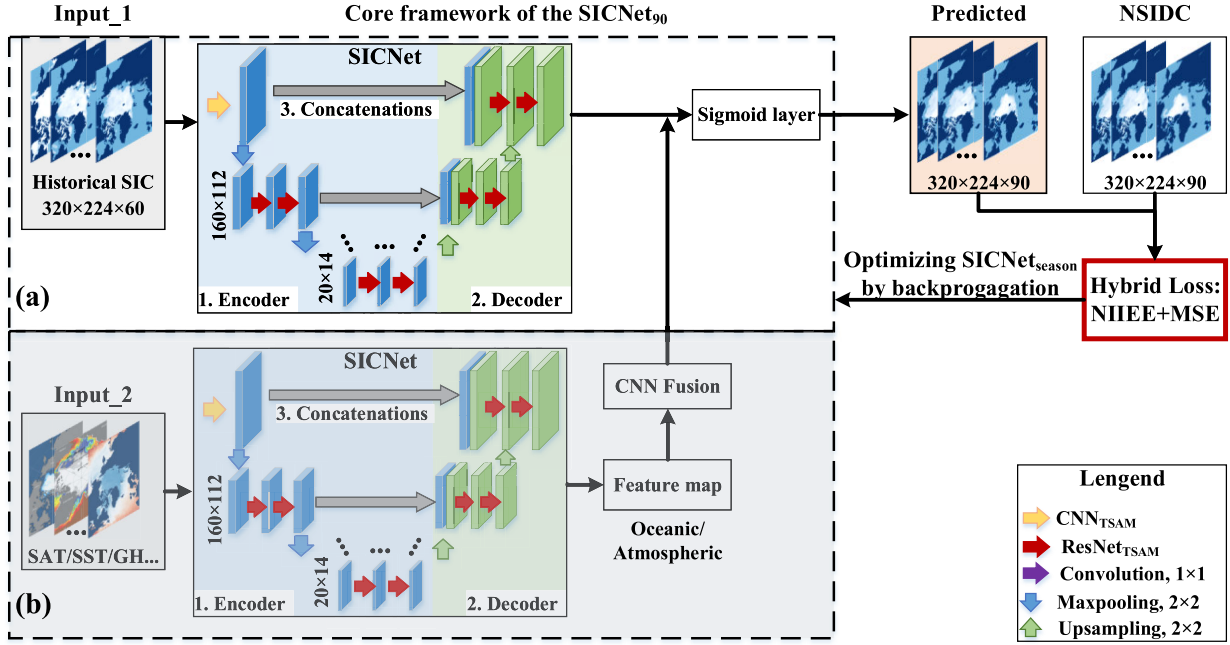 Input_1
Core framework of the SICNet90
Predicted
NSIDC
SICNet
3. Concatenations
Sigmoid layer
Historical SIC
320×224×60
160×112
20×14
1. Encoder
2. Decoder
(a)
320×224×90
320×224×90
Optimizing SICNetseason
by backprogagation
Hybrid Loss:
NIIEE+MSE
SICNet
Input_2
3. Concatenations
CNN Fusion
160×112
Feature map
Oceanic/
Atmospheric
SAT/SST/GH...
20×14
1. Encoder
2. Decoder
(b)
Lengend
CNNTSAM
ResNetTSAM
Convolution, 1×1
Maxpooling, 2×2
Upsampling, 2×2